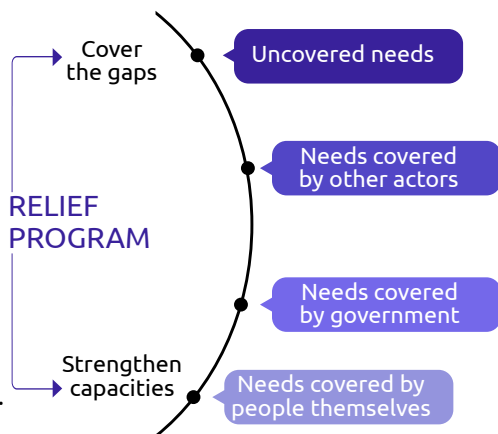 Cover
the gaps
Uncovered needs
Needs covered
by other actors
RELIEF
PROGRAM
Needs covered
by government
Strengthen
capacities
Needs covered by
people themselves